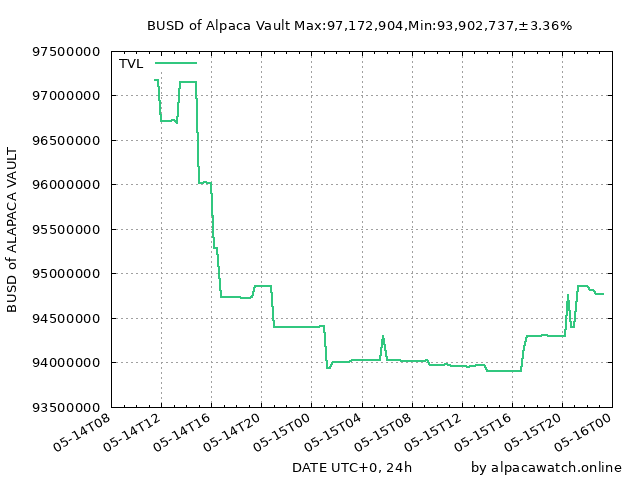 BUSD of Alpaca Vault Max:97,172,904,Min:93,902,737,±3.36%
TVL
97500000
97000000
96500000
96000000
95500000
95000000
94500000
94000000
93500000
BUSD of ALAPACA VAULT
05-14T08
05-14T12
05-14T16
05-14T20
05-15T00
05-15T04
05-15T08
05-15T12
05-15T16
05-15T20
05-16T00
DATE UTC+0, 24h
by alpacawatch.online